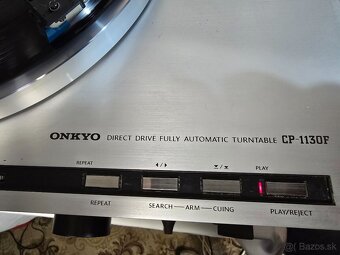 ONKYO DIRECT DRIVE FULLY AUTOMATIC TURNTABLE CP-1130F
REPEAT ◄/► PLAY
REPEAT SEARCH — ARM — CUING PLAY/REJECT
bazos.sk